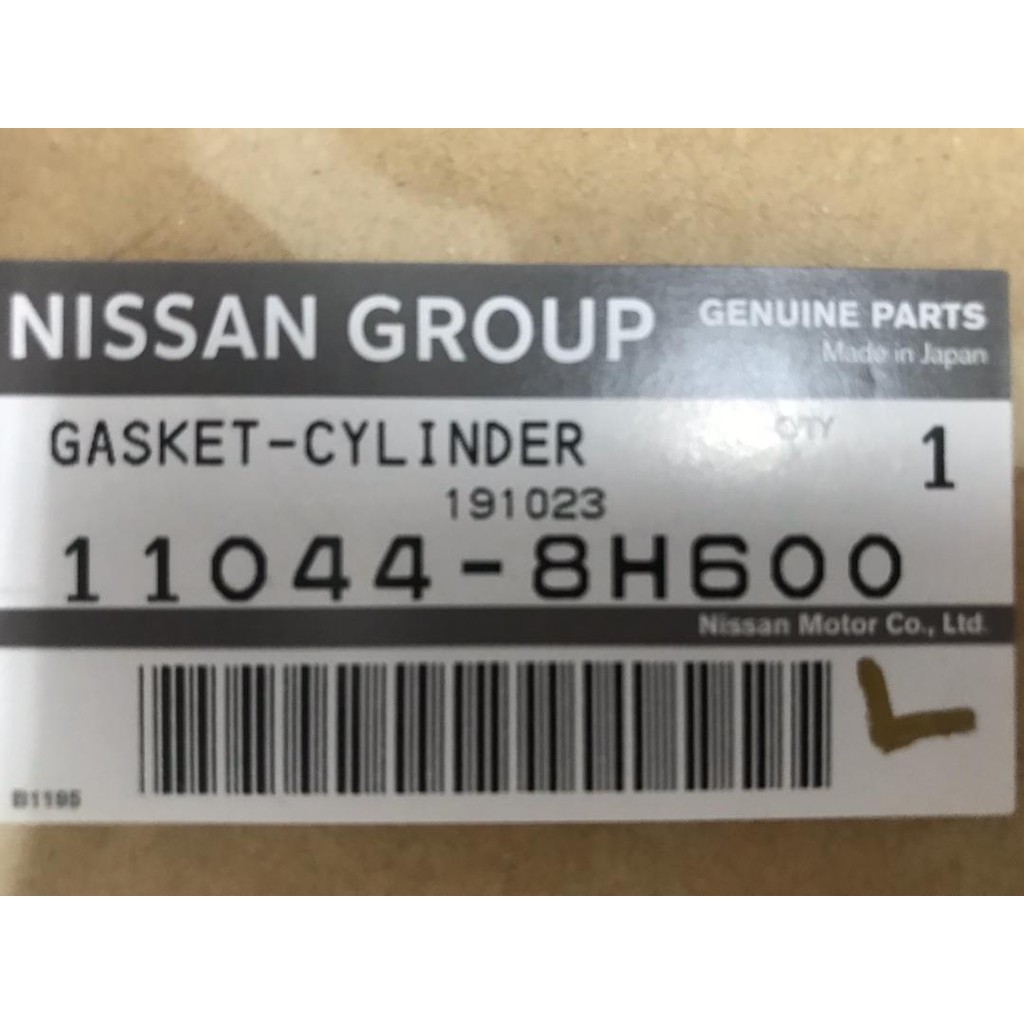 NISSAN GROUP
GENUINE PARTS
Made in Japan
GASKET-CYLINDER
QTY
1
191023
11044-8H600
Nissan Motor Co., Ltd.
L
B1195